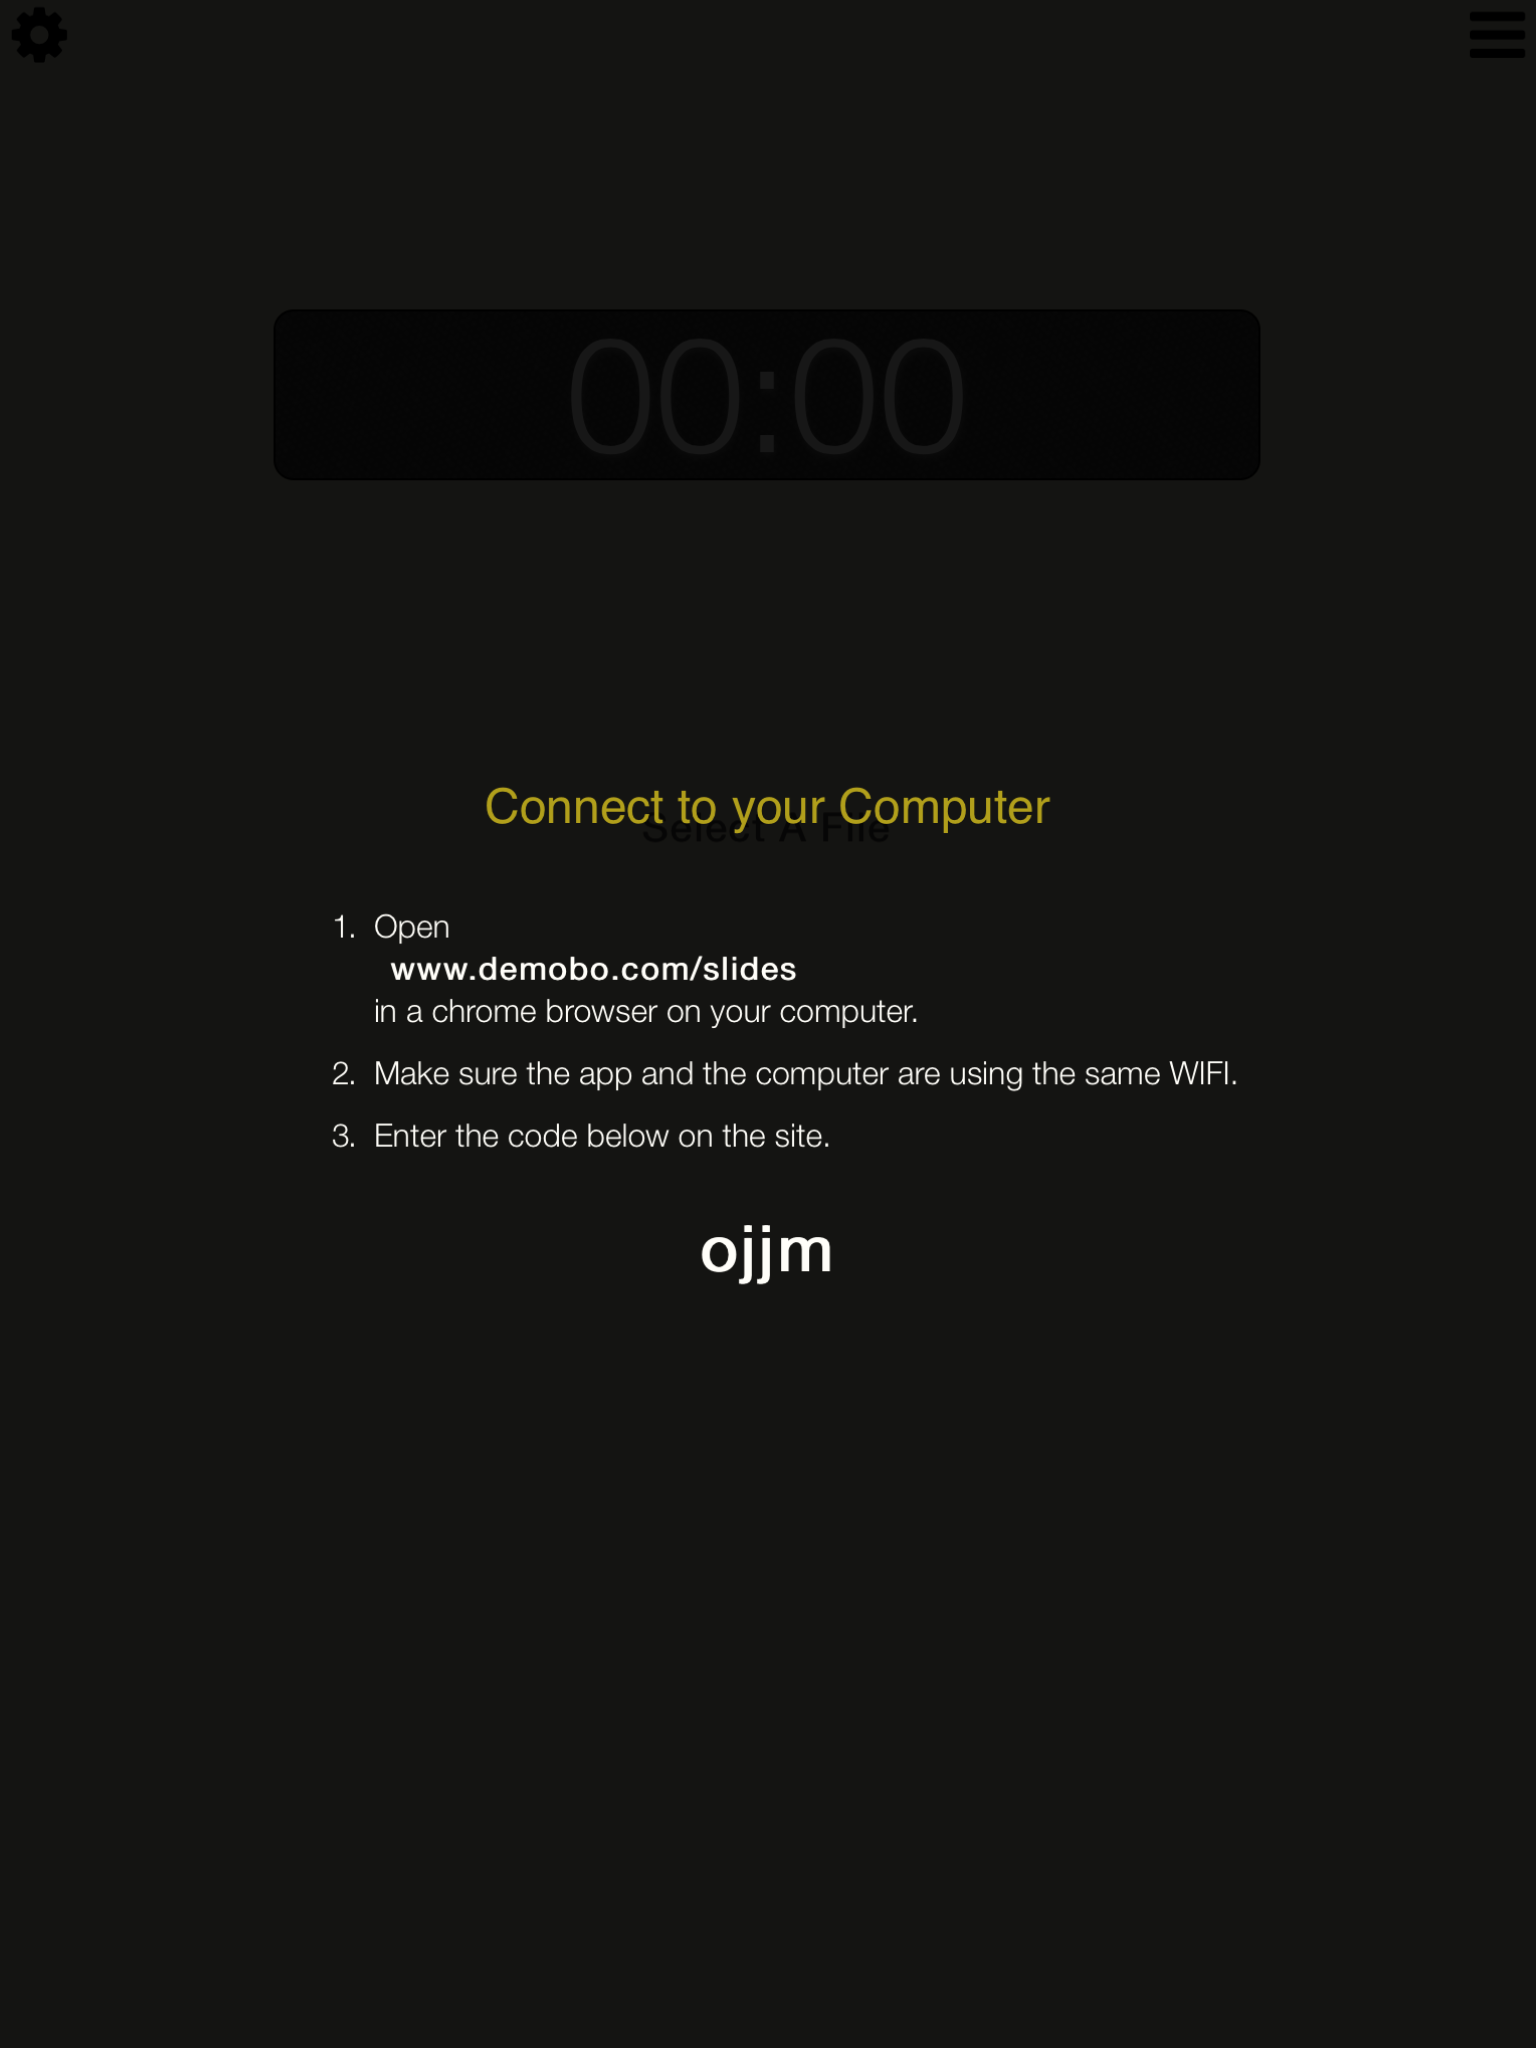 00:00
Connect to your Computer
Select A File
1. Open
www.demobo.com/slides
in a chrome browser on your computer.
2. Make sure the app and the computer are using the same WIFI.
3. Enter the code below on the site.
ojjm